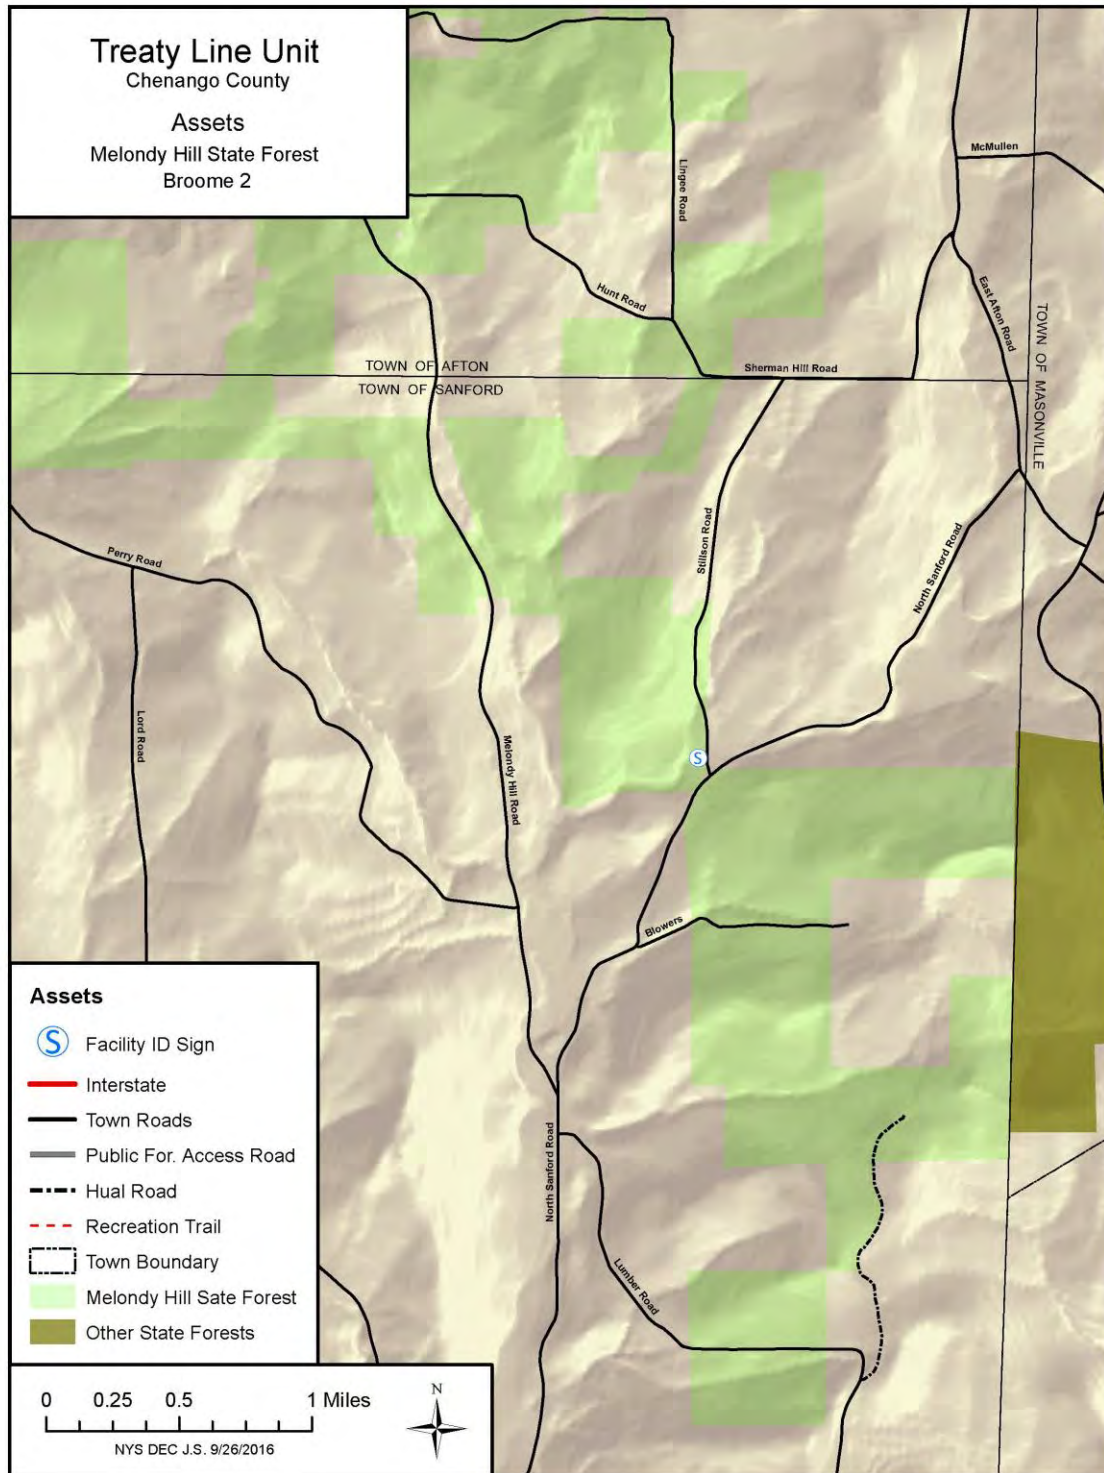 Treaty Line Unit
Chenango County
Assets
Melondy Hill State Forest
Broome 2
McMullen
Lingee Road
Hunt Road
East Afton Road
TOWN OF MASONVILLE
TOWN OF AFTON
Sherman Hill Road
TOWN OF SANFORD
Stillson Road
North Sanford Road
Perry Road
Lord Road
Melondy Hill Road
S
Blowers
North Sanford Road
Lumber Road
Assets
S Facility ID Sign
Interstate
Town Roads
Public For. Access Road
Hual Road
Recreation Trail
Town Boundary
Melondy Hill Sate Forest
Other State Forests
0 0.25 0.5 1 Miles
N
NYS DEC J.S. 9/26/2016